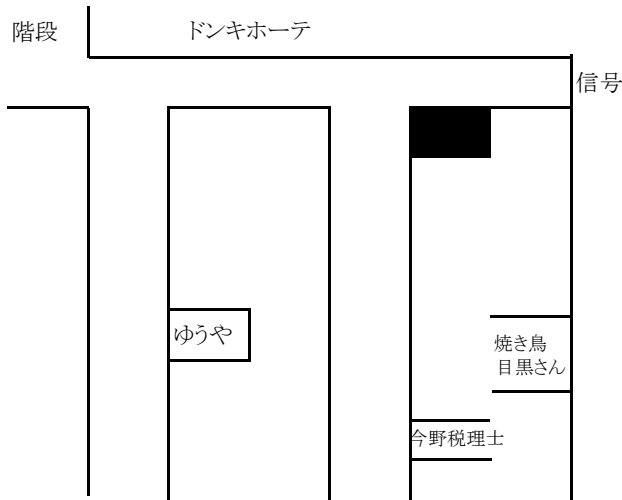 階段
ドンキホーテ
信号
ゆうや
焼き鳥
目黒さん
今野税理士